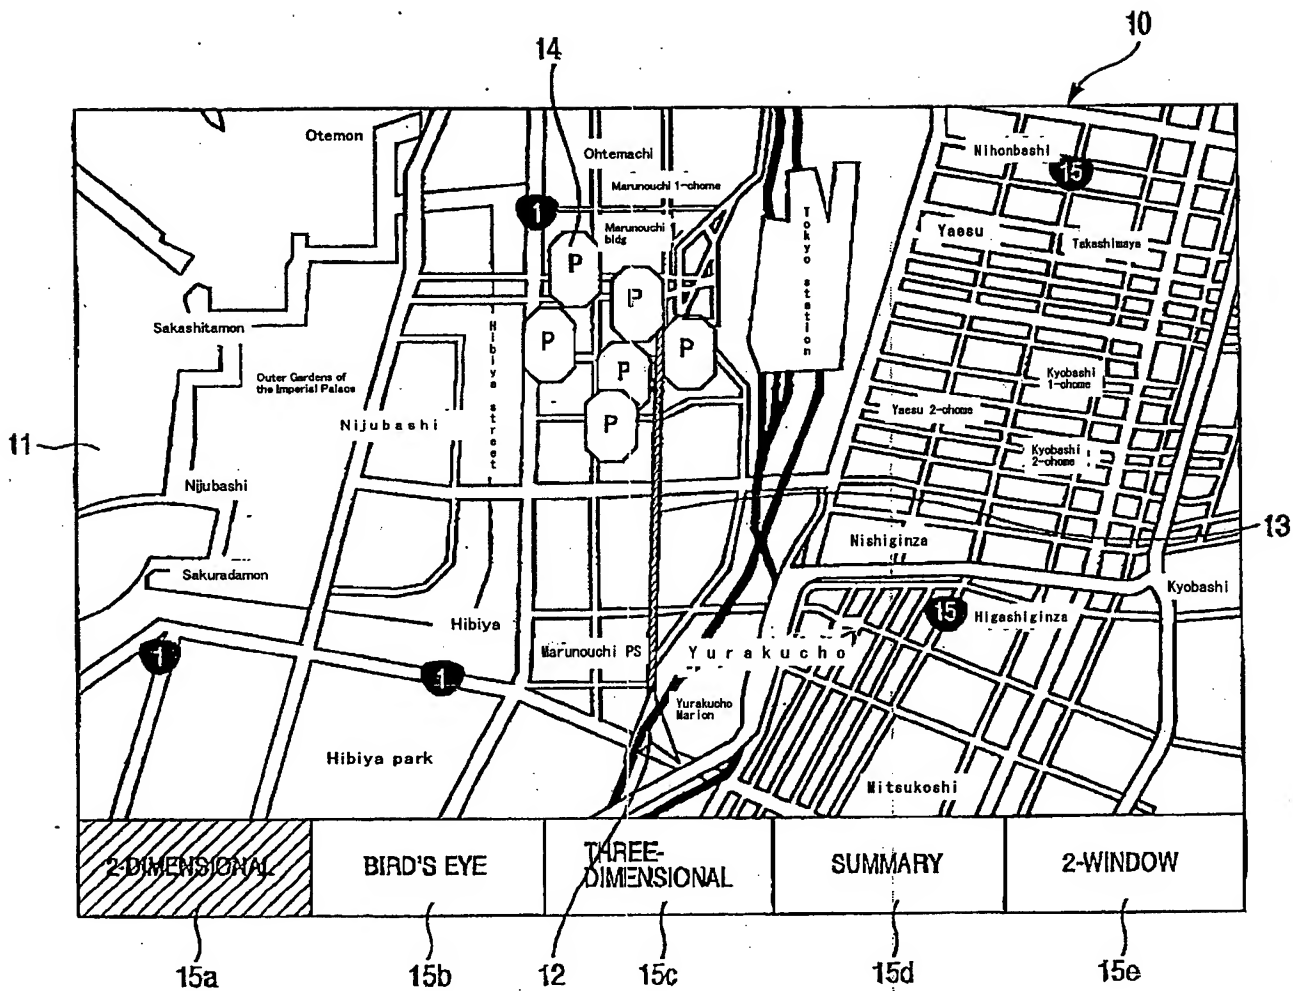 10
14
Otemon
Ohtemachi
Nihonbashi
15
Marunouchi 1-chome
1
Marunouchi
bldg
Tokyo station
Yaesu
Takashimaya
P
P
Sakashitamon
Hibiya street
P
P
P
Outer Gardens of
the Imperial Palace
Kyobashi
1-chome
Yaesu 2-chome
Nijubashi
P
11
Kyobashi
2-chome
Nijubashi
13
Nishiginza
Sakuradamon
Kyobashi
15
Higashiginza
Hibiya
Marunouchi PS
Yurakucho
1
1
Yurakucho
Marion
Hibiya park
Mitsukoshi
2-DIMENSIONAL
BIRD'S EYE
THREE-
DIMENSIONAL
SUMMARY
2-WINDOW
15a
15b
12
15c
15d
15e